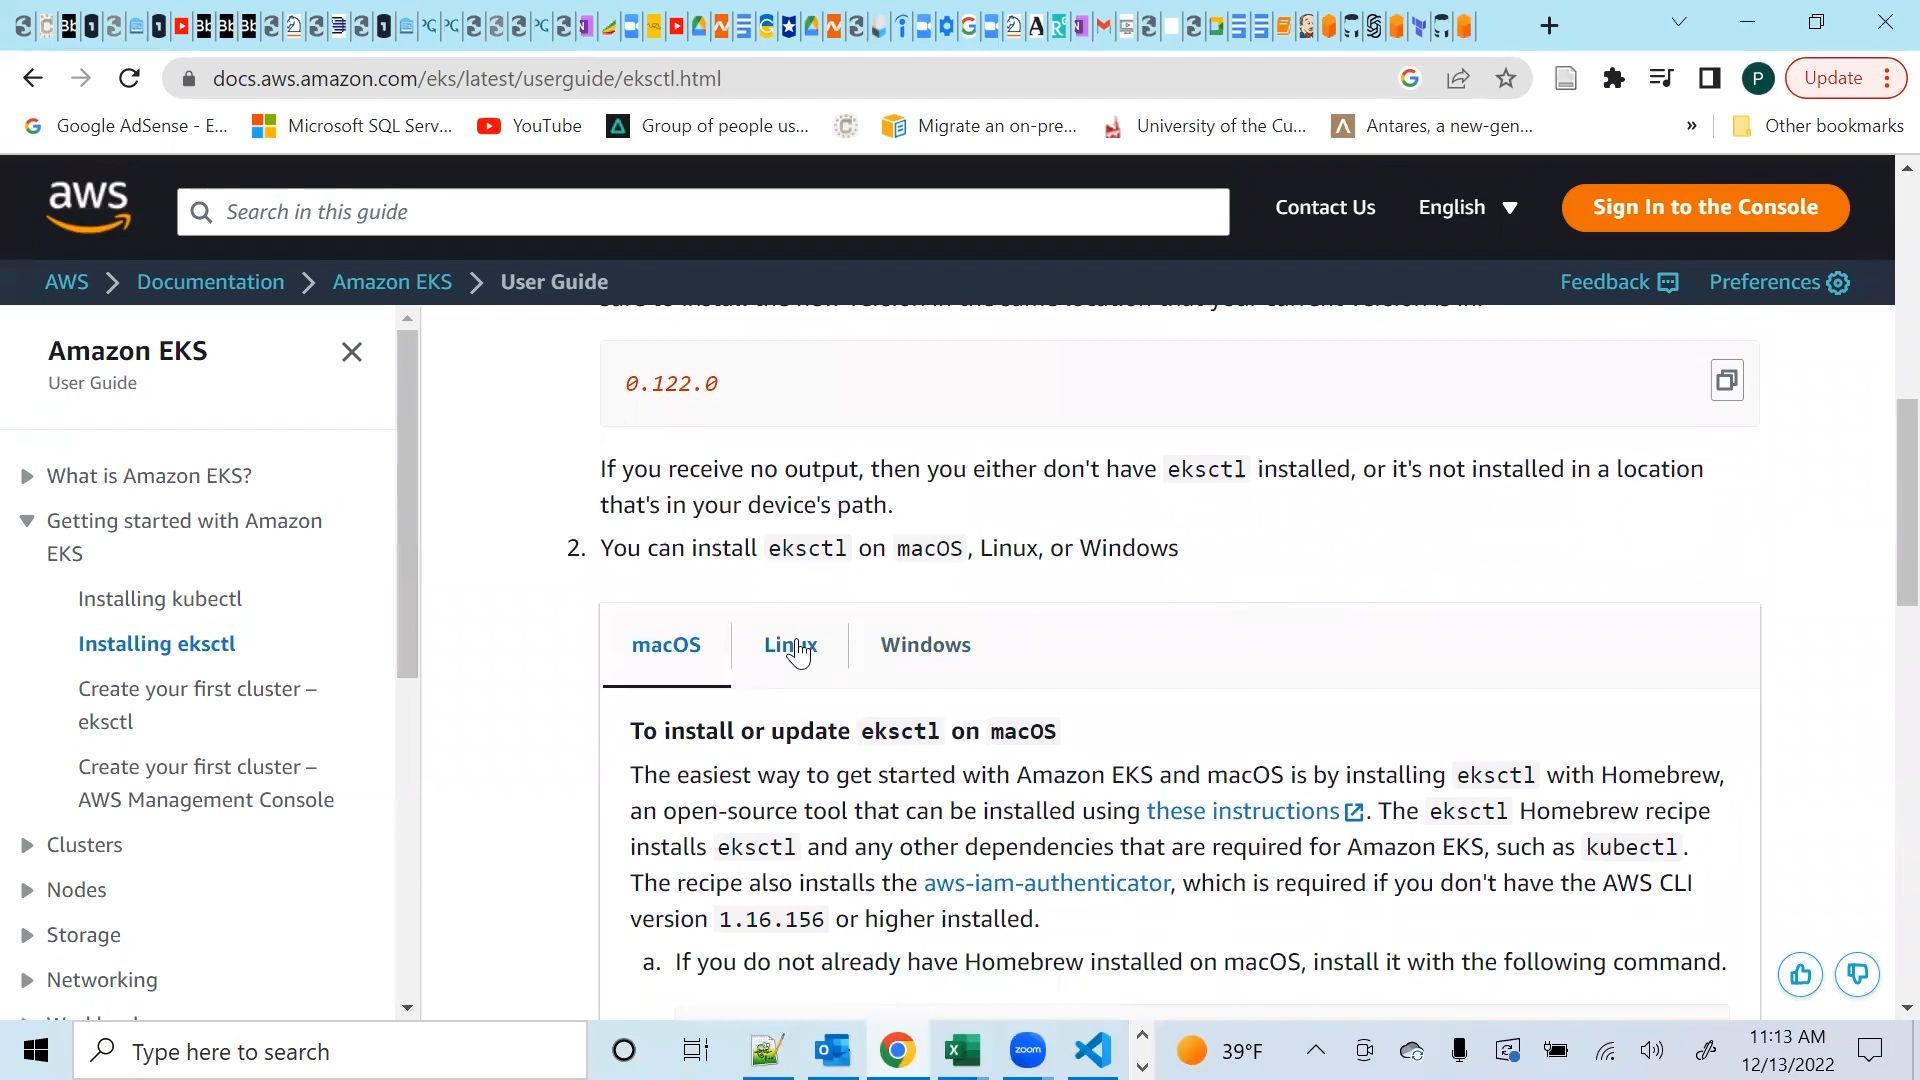 docs.aws.amazon.com/eks/latest/userguide/eksctl.html
P
Update
Google AdSense - E...
Microsoft SQL Serv...
YouTube
Group of people us...
Migrate an on-pre...
University of the Cu...
Antares, a new-gen...
»
Other bookmarks
aws
Search in this guide
Contact Us
English
Sign In to the Console
AWS
Documentation
Amazon EKS
User Guide
Feedback
Preferences
Amazon EKS
User Guide
What is Amazon EKS?
Getting started with Amazon
EKS
Installing kubectl
Installing eksctl
Create your first cluster –
eksctl
Create your first cluster –
AWS Management Console
Clusters
Nodes
Storage
Networking
0.122.0
If you receive no output, then you either don't have eksctl installed, or it's not installed in a location
that's in your device's path.
2. You can install eksctl on macOS, Linux, or Windows
macOS
Linux
Windows
To install or update eksctl on macOS
The easiest way to get started with Amazon EKS and macOS is by installing eksctl with Homebrew,
an open-source tool that can be installed using these instructions. The eksctl Homebrew recipe
installs eksctl and any other dependencies that are required for Amazon EKS, such as kubectl.
The recipe also installs the aws-iam-authenticator, which is required if you don't have the AWS CLI
version 1.16.156 or higher installed.
a. If you do not already have Homebrew installed on macOS, install it with the following command.
Type here to search
zoom
39°F
11:13 AM
12/13/2022